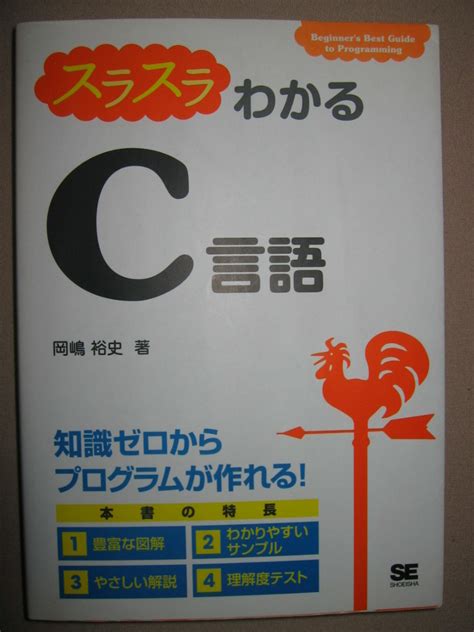 Beginner's Best Guide
to Programming
スラスラ
わかる
C言語
岡嶋 裕史 著
知識ゼロから
プログラムが作れる!
本書の特長
1 豊富な図解
2 わかりやすい
サンプル
3 やさしい解説
4 理解度テスト
SE
SHOEISHA